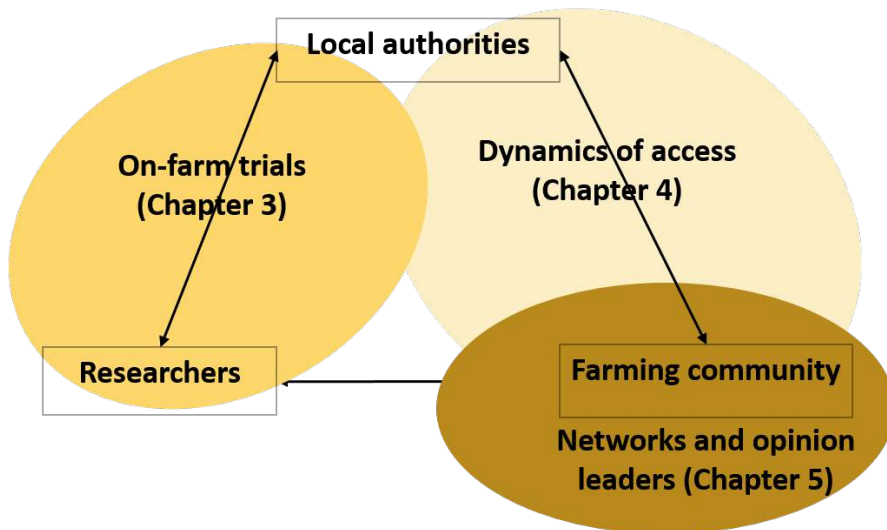 Local authorities
On-farm trials
(Chapter 3)
Dynamics of access
(Chapter 4)
Researchers
Farming community
Networks and opinion
leaders (Chapter 5)